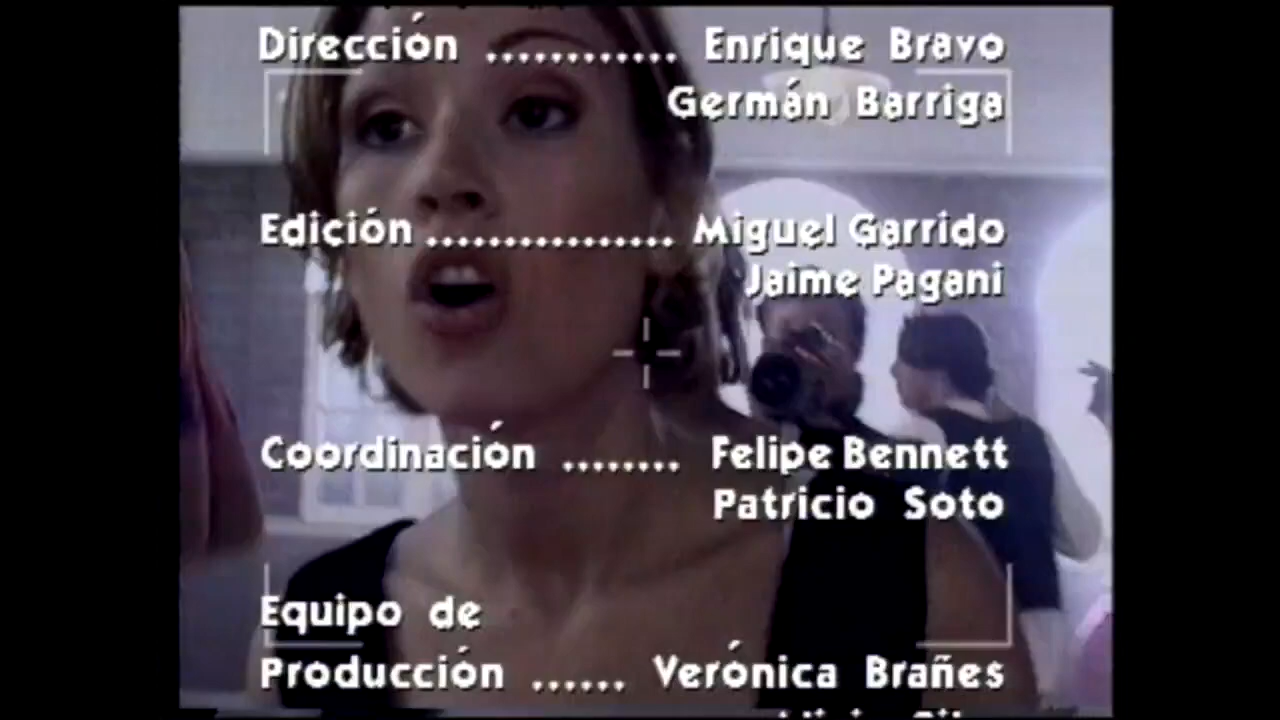 Dirección ............ Enrique Bravo
Germán Barriga
Edición ................ Miguel Garrido
Jaime Pagani
Coordinación ........ Felipe Bennett
Patricio Soto
Equipo de
Producción ...... Verónica Brañes